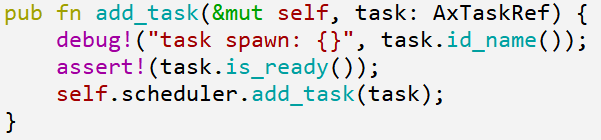 pub fn add_task(&mut self, task: AxTaskRef) {
    debug!("task spawn: {}", task.id_name());
    assert!(task.is_ready());
    self.scheduler.add_task(task);
}